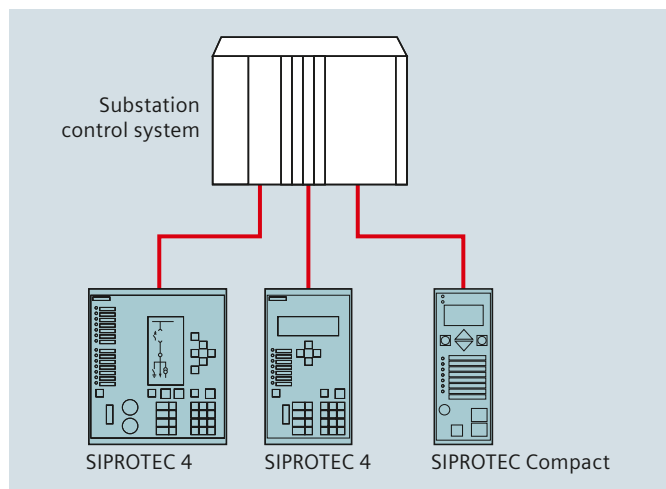 Substation
control system
SIPROTEC 4
SIPROTEC 4
SIPROTEC Compact